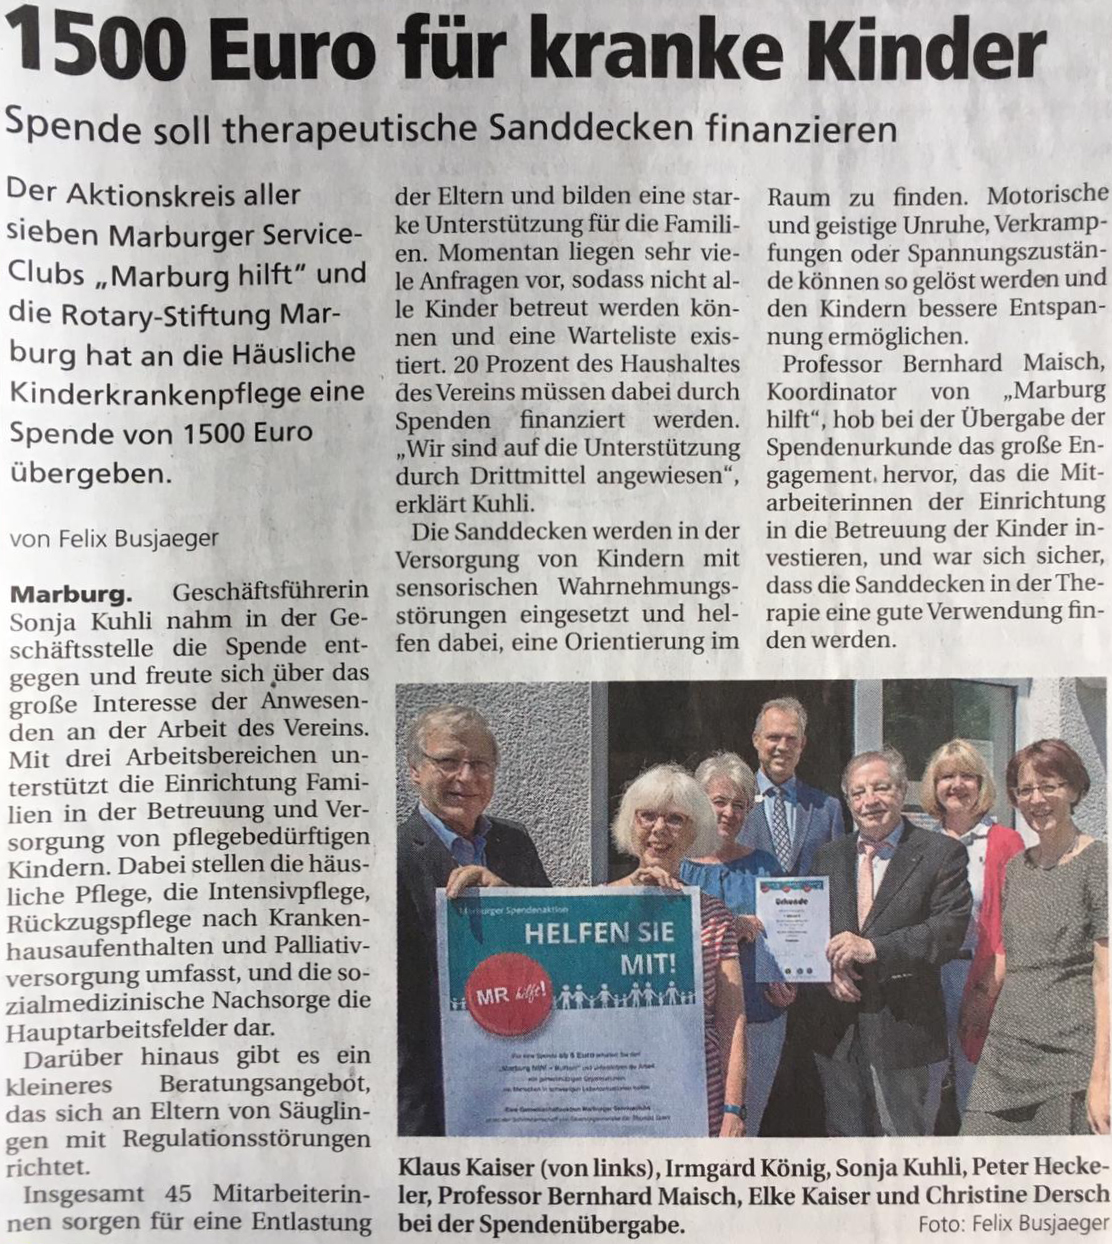 1500 Euro für kranke Kinder
Spende soll therapeutische Sanddecken finanzieren
Der Aktionskreis aller
sieben Marburger Service-
Clubs „Marburg hilft“ und
die Rotary-Stiftung Mar-
burg hat an die Häusliche
Kinderkrankenpflege eine
Spende von 1500 Euro
übergeben.
von Felix Busjaeger
Marburg. Geschäftsführerin
Sonja Kuhli nahm in der Ge-
schäftsstelle die Spende ent-
gegen und freute sich über das
große Interesse der Anwesen-
den an der Arbeit des Vereins.
Mit drei Arbeitsbereichen un-
terstützt die Einrichtung Fami-
lien in der Betreuung und Ver-
sorgung von pflegebedürftigen
Kindern. Dabei stellen die häus-
liche Pflege, die Intensivpflege,
Rückzugspflege nach Kranken-
hausaufenthalten und Palliativ-
versorgung umfasst, und die so-
zialmedizinische Nachsorge die
Hauptarbeitsfelder dar.
Darüber hinaus gibt es ein
kleineres Beratungsangebot,
das sich an Eltern von Säuglin-
gen mit Regulationsstörungen
richtet.
Insgesamt 45 Mitarbeiterin-
nen sorgen für eine Entlastung
der Eltern und bilden eine star-
ke Unterstützung für die Famili-
en. Momentan liegen sehr vie-
le Anfragen vor, sodass nicht al-
le Kinder betreut werden kön-
nen und eine Warteliste exis-
tiert. 20 Prozent des Haushaltes
des Vereins müssen dabei durch
Spenden finanziert werden.
„Wir sind auf die Unterstützung
durch Drittmittel angewiesen“,
erklärt Kuhli.
Die Sanddecken werden in der
Versorgung von Kindern mit
sensorischen Wahrnehmungs-
störungen eingesetzt und hel-
fen dabei, eine Orientierung im
Raum zu finden. Motorische
und geistige Unruhe, Verkramp-
fungen oder Spannungszustän-
de können so gelöst werden und
den Kindern bessere Entspan-
nung ermöglichen.
Professor Bernhard Maisch,
Koordinator von „Marburg
hilft“, hob bei der Übergabe der
Spendenurkunde das große En-
gagement hervor, das die Mit-
arbeiterinnen der Einrichtung
in die Betreuung der Kinder in-
vestieren, und war sich sicher,
dass die Sanddecken in der The-
rapie eine gute Verwendung fin-
den werden.
Marburger Spendenaktion
HELFEN SIE
MIT!
MR hilft!
Urkunde
Klaus Kaiser (von links), Irmgard König, Sonja Kuhli, Peter Hecke-
ler, Professor Bernhard Maisch, Elke Kaiser und Christine Dersch
bei der Spendenübergabe.
Foto: Felix Busjaeger